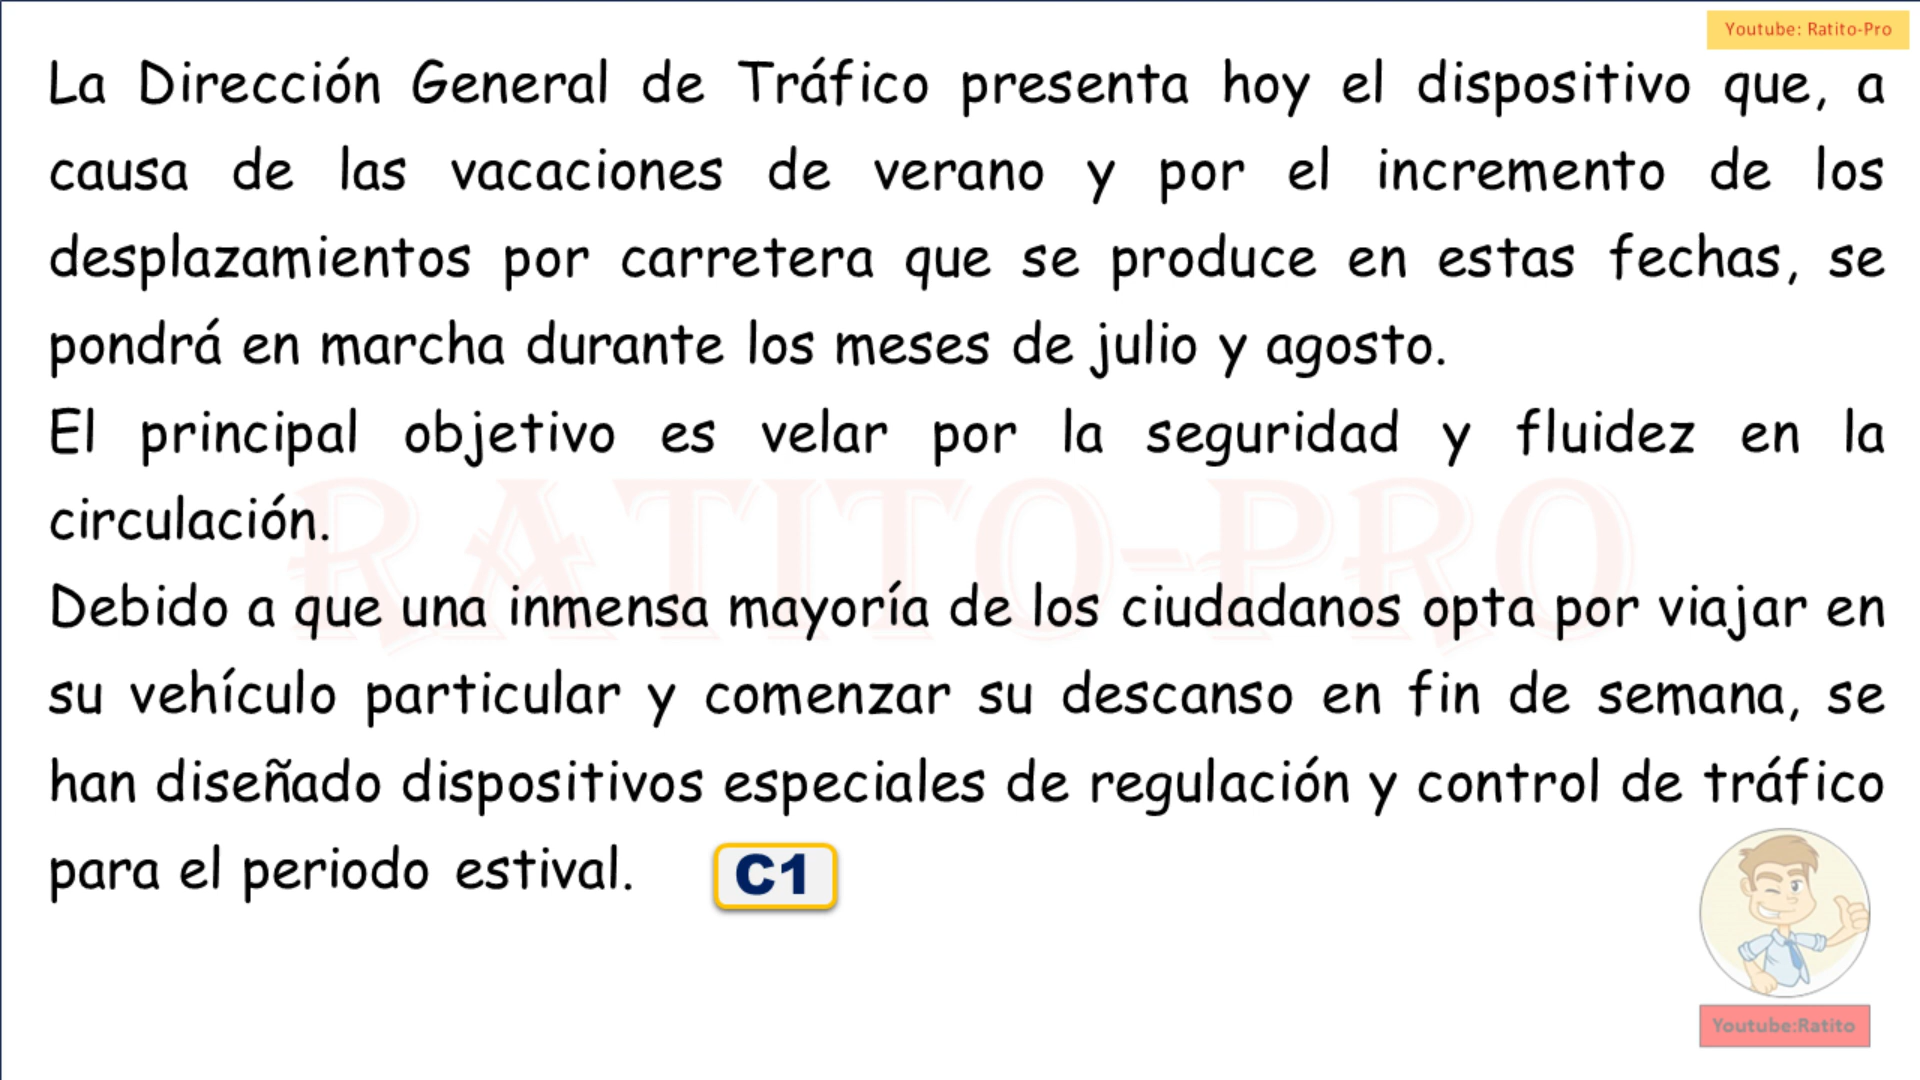 Youtube: Ratito-Pro
La Dirección General de Tráfico presenta hoy el dispositivo que, a
causa de las vacaciones de verano y por el incremento de los
desplazamientos por carretera que se produce en estas fechas, se
pondrá en marcha durante los meses de julio y agosto.
El principal objetivo es velar por la seguridad y fluidez en la
circulación.
RATITO-PRO
Debido a que una inmensa mayoría de los ciudadanos opta por viajar en
su vehículo particular y comenzar su descanso en fin de semana, se
han diseñado dispositivos especiales de regulación y control de tráfico
para el periodo estival.
C1
Youtube:Ratito